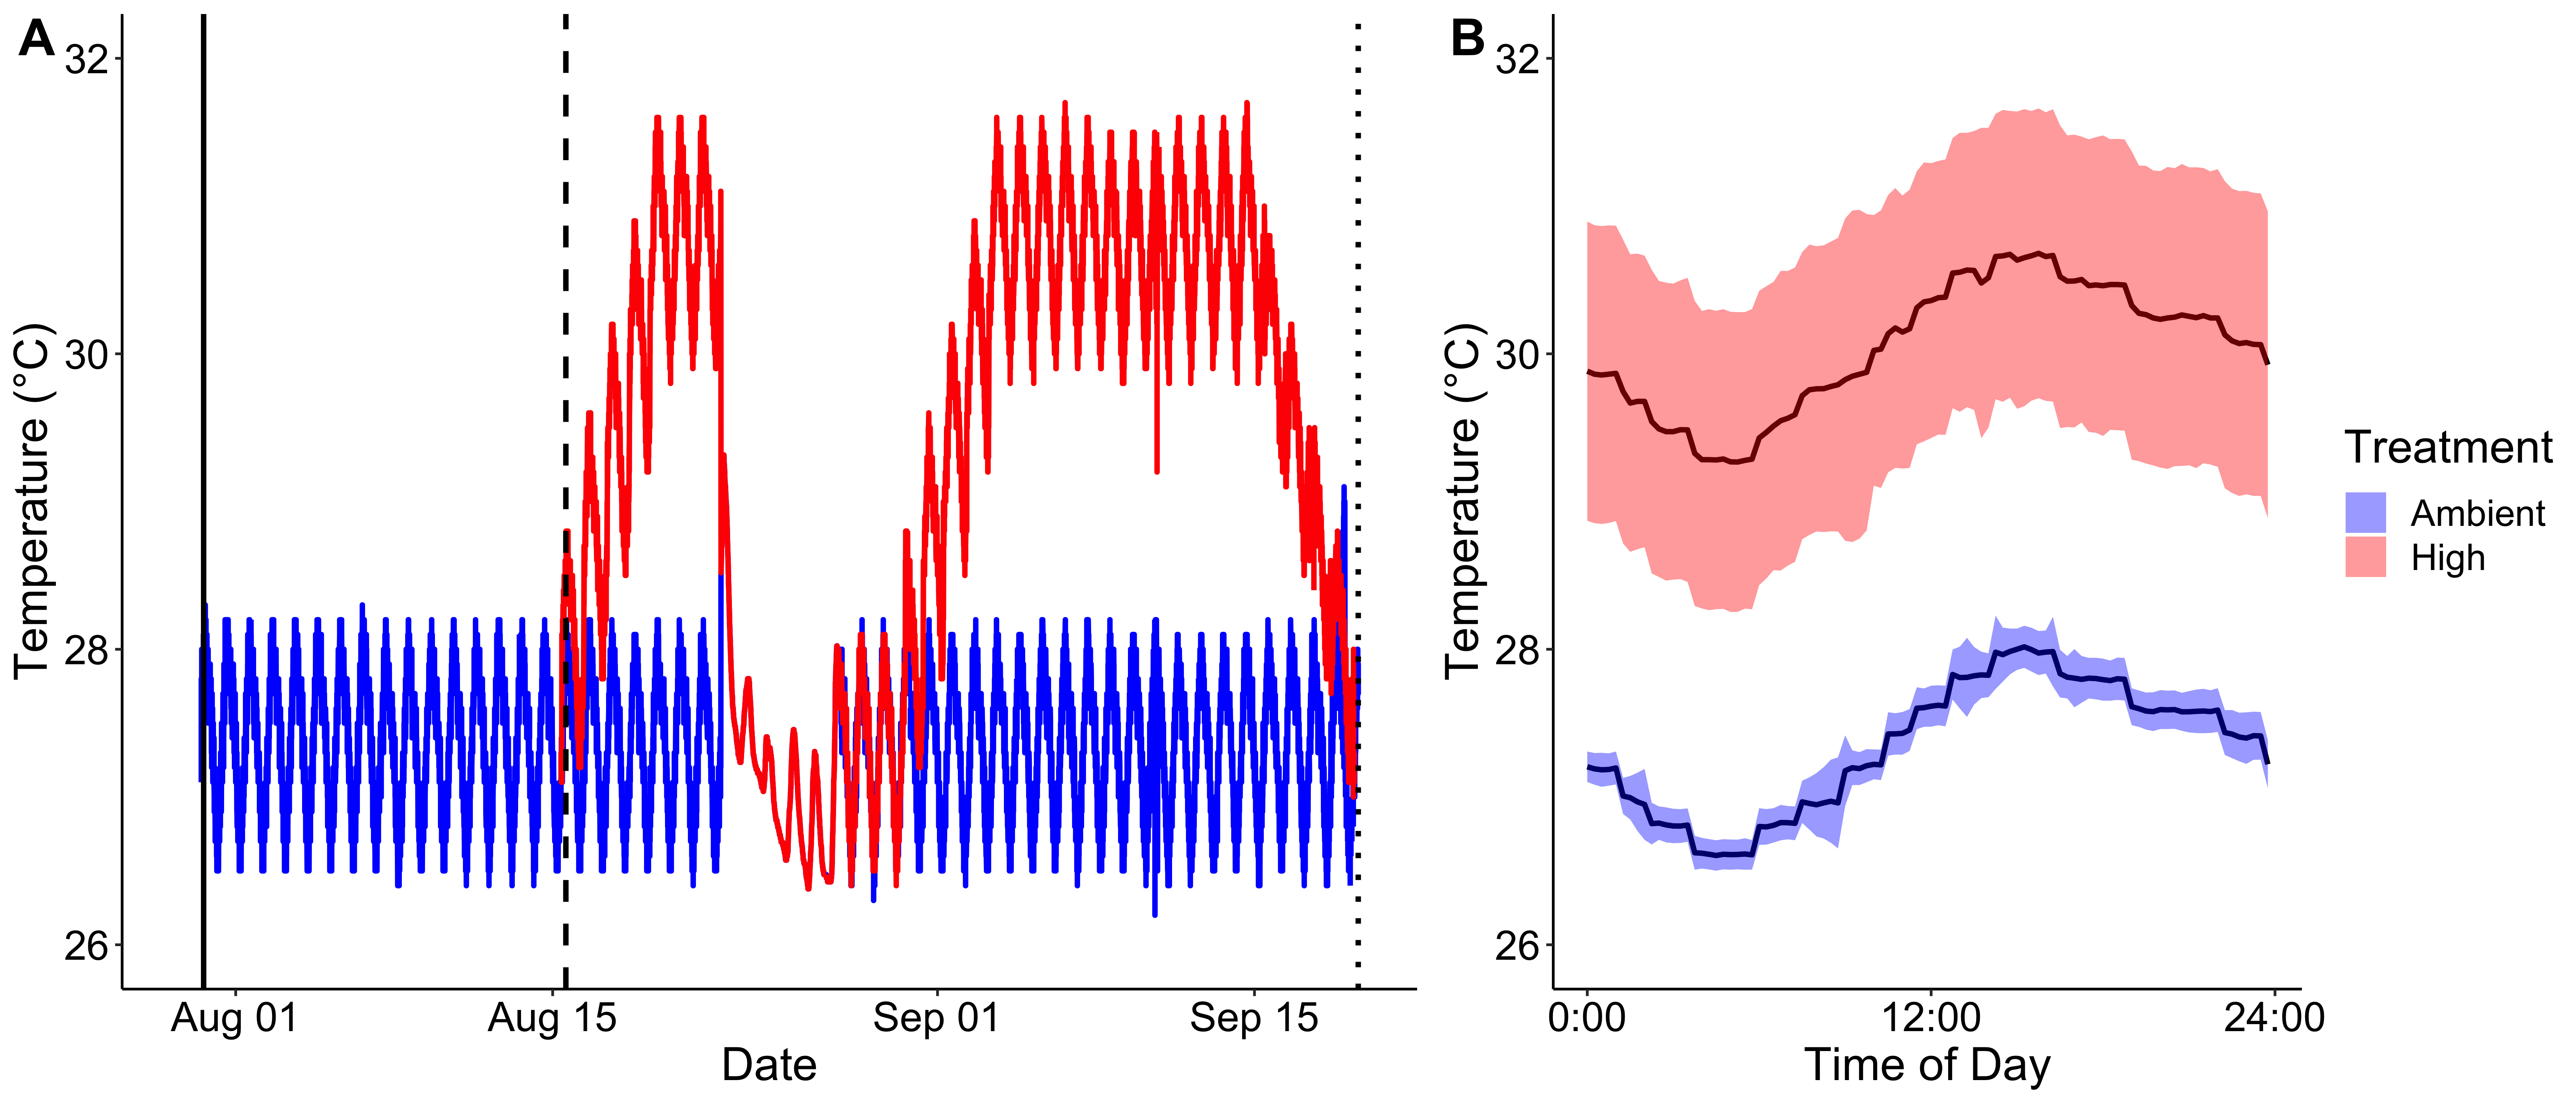 A
Temperature (°C)
32
30
28
26
Aug 01
Aug 15
Sep 01
Sep 15
Date
B
Temperature (°C)
32
30
28
26
0:00
12:00
24:00
Time of Day
Treatment
Ambient
High